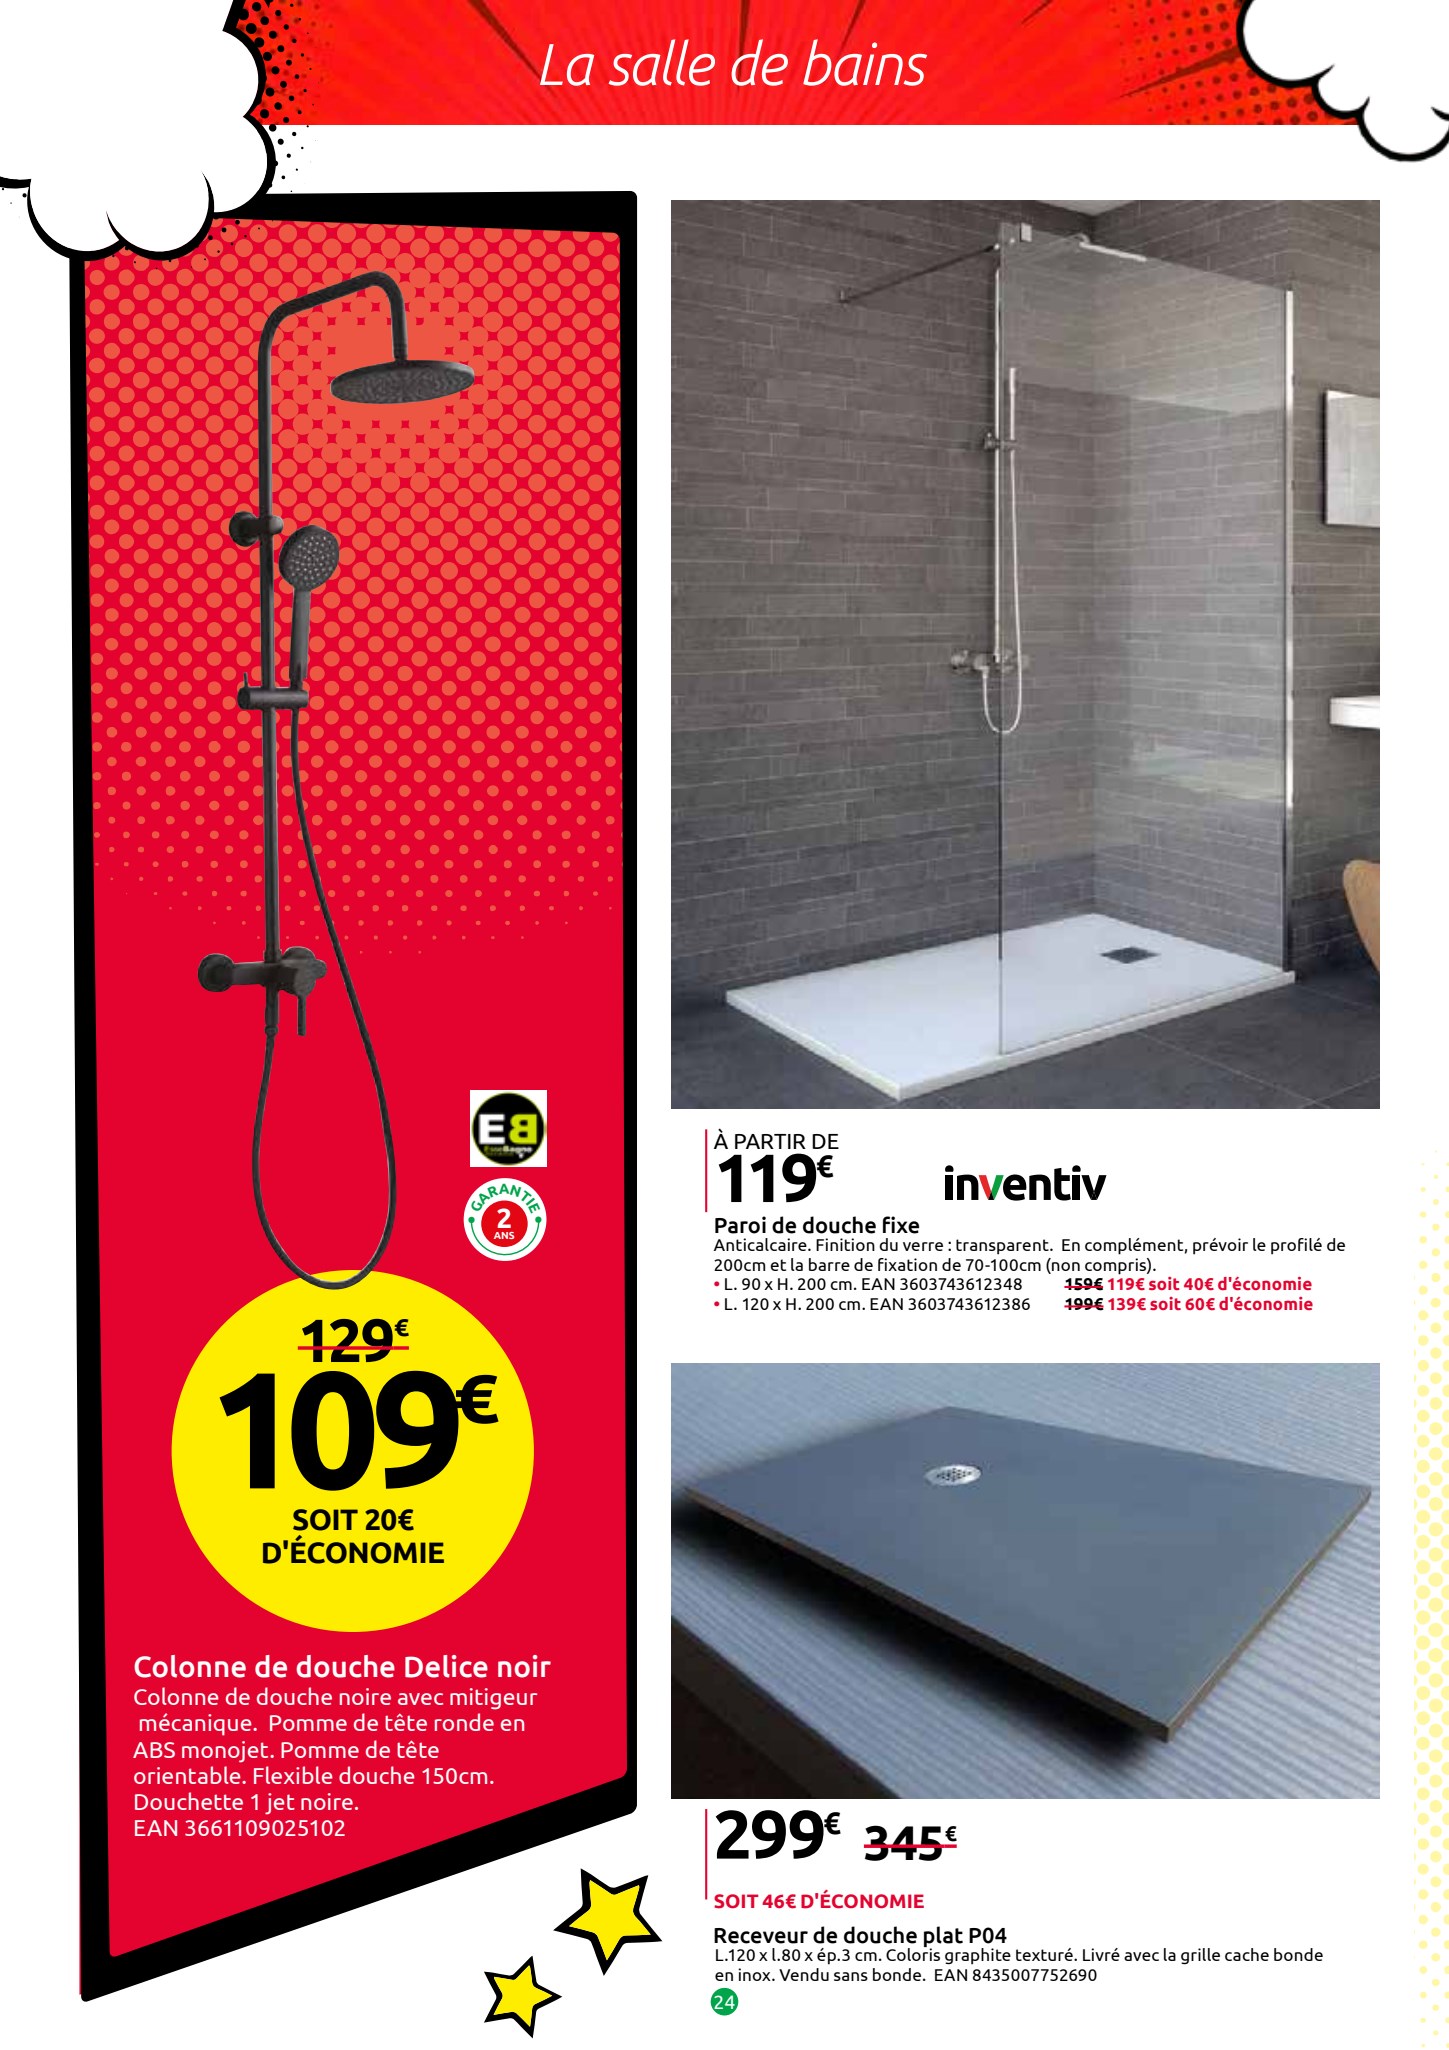 La salle de bains
EB
GARANTIE
2
ANS
129€
109€
SOIT 20€
D'ÉCONOMIE
Colonne de douche Delice noir
Colonne de douche noire avec mitigeur
mécanique. Pomme de tête ronde en
ABS monojet. Pomme de tête
orientable. Flexible douche 150cm.
Douchette 1 jet noire.
EAN 3661109025102
À PARTIR DE
119€
inventiv
Paroi de douche fixe
Anticalcaire. Finition du verre : transparent. En complément, prévoir le profilé de
200cm et la barre de fixation de 70-100cm (non compris).
• L. 90 x H. 200 cm. EAN 3603743612348 159€ 119€ soit 40€ d'économie
• L. 120 x H. 200 cm. EAN 3603743612386 199€ 139€ soit 60€ d'économie
299€ 345€
SOIT 46€ D'ÉCONOMIE
Receveur de douche plat P04
L.120 x l.80 x ép.3 cm. Coloris graphite texturé. Livré avec la grille cache bonde
en inox. Vendu sans bonde. EAN 8435007752690
24